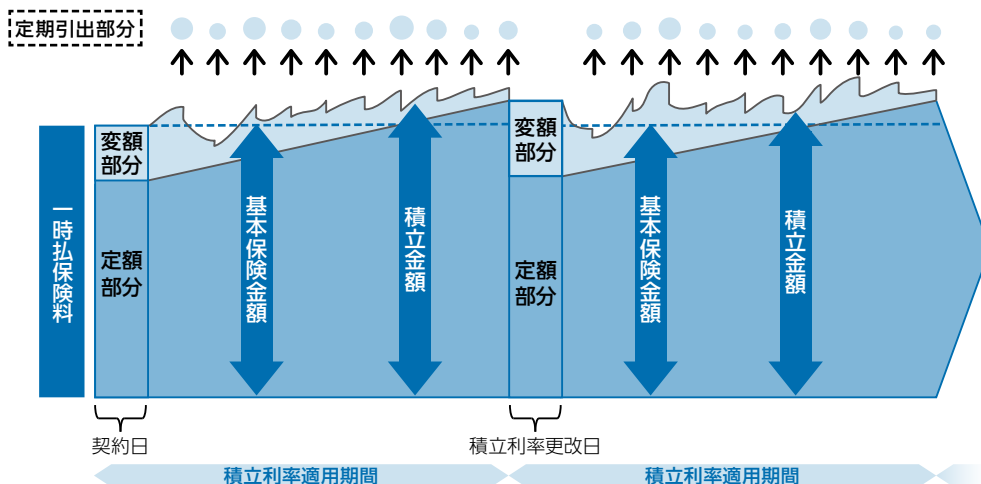 定期引出部分
変額
部分
定額
部分
一時払保険料
基本保険金額
積立金額
変額
部分
定額
部分
基本保険金額
積立金額
契約日
積立利率更改日
積立利率適用期間
積立利率適用期間